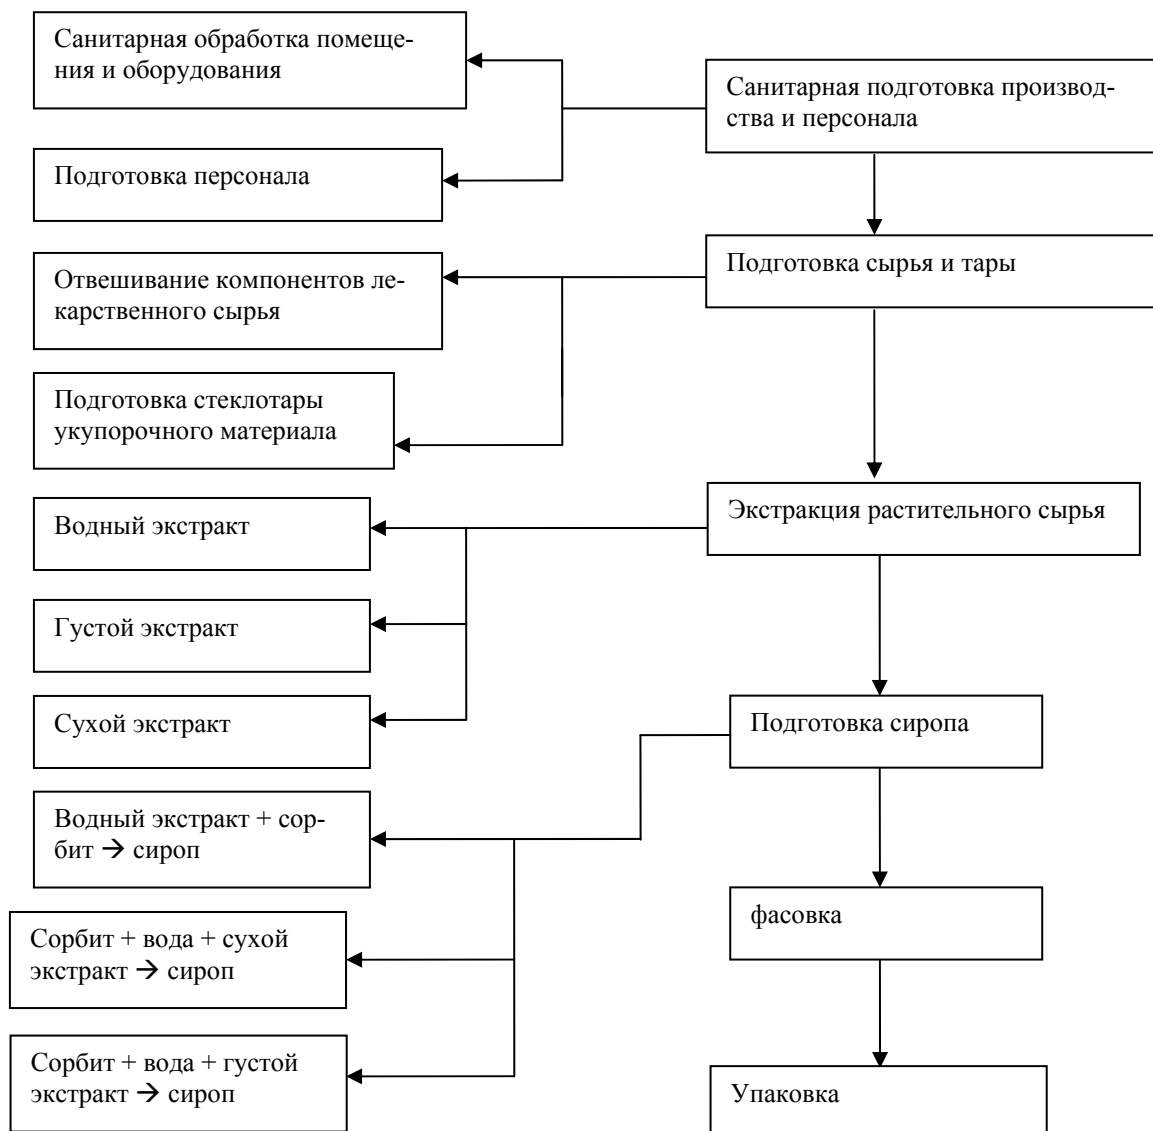 Санитарная обработка помеще-
ния и оборудования
Санитарная подготовка производ-
ства и персонала
Подготовка персонала
Подготовка сырья и тары
Отвешивание компонентов ле-
карственного сырья
Подготовка стеклотары
укупорочного материала
Экстракция растительного сырья
Водный экстракт
Густой экстракт
Сухой экстракт
Подготовка сиропа
Водный экстракт + сор-
бит → сироп
фасовка
Сорбит + вода + сухой
экстракт → сироп
Сорбит + вода + густой
экстракт → сироп
Упаковка